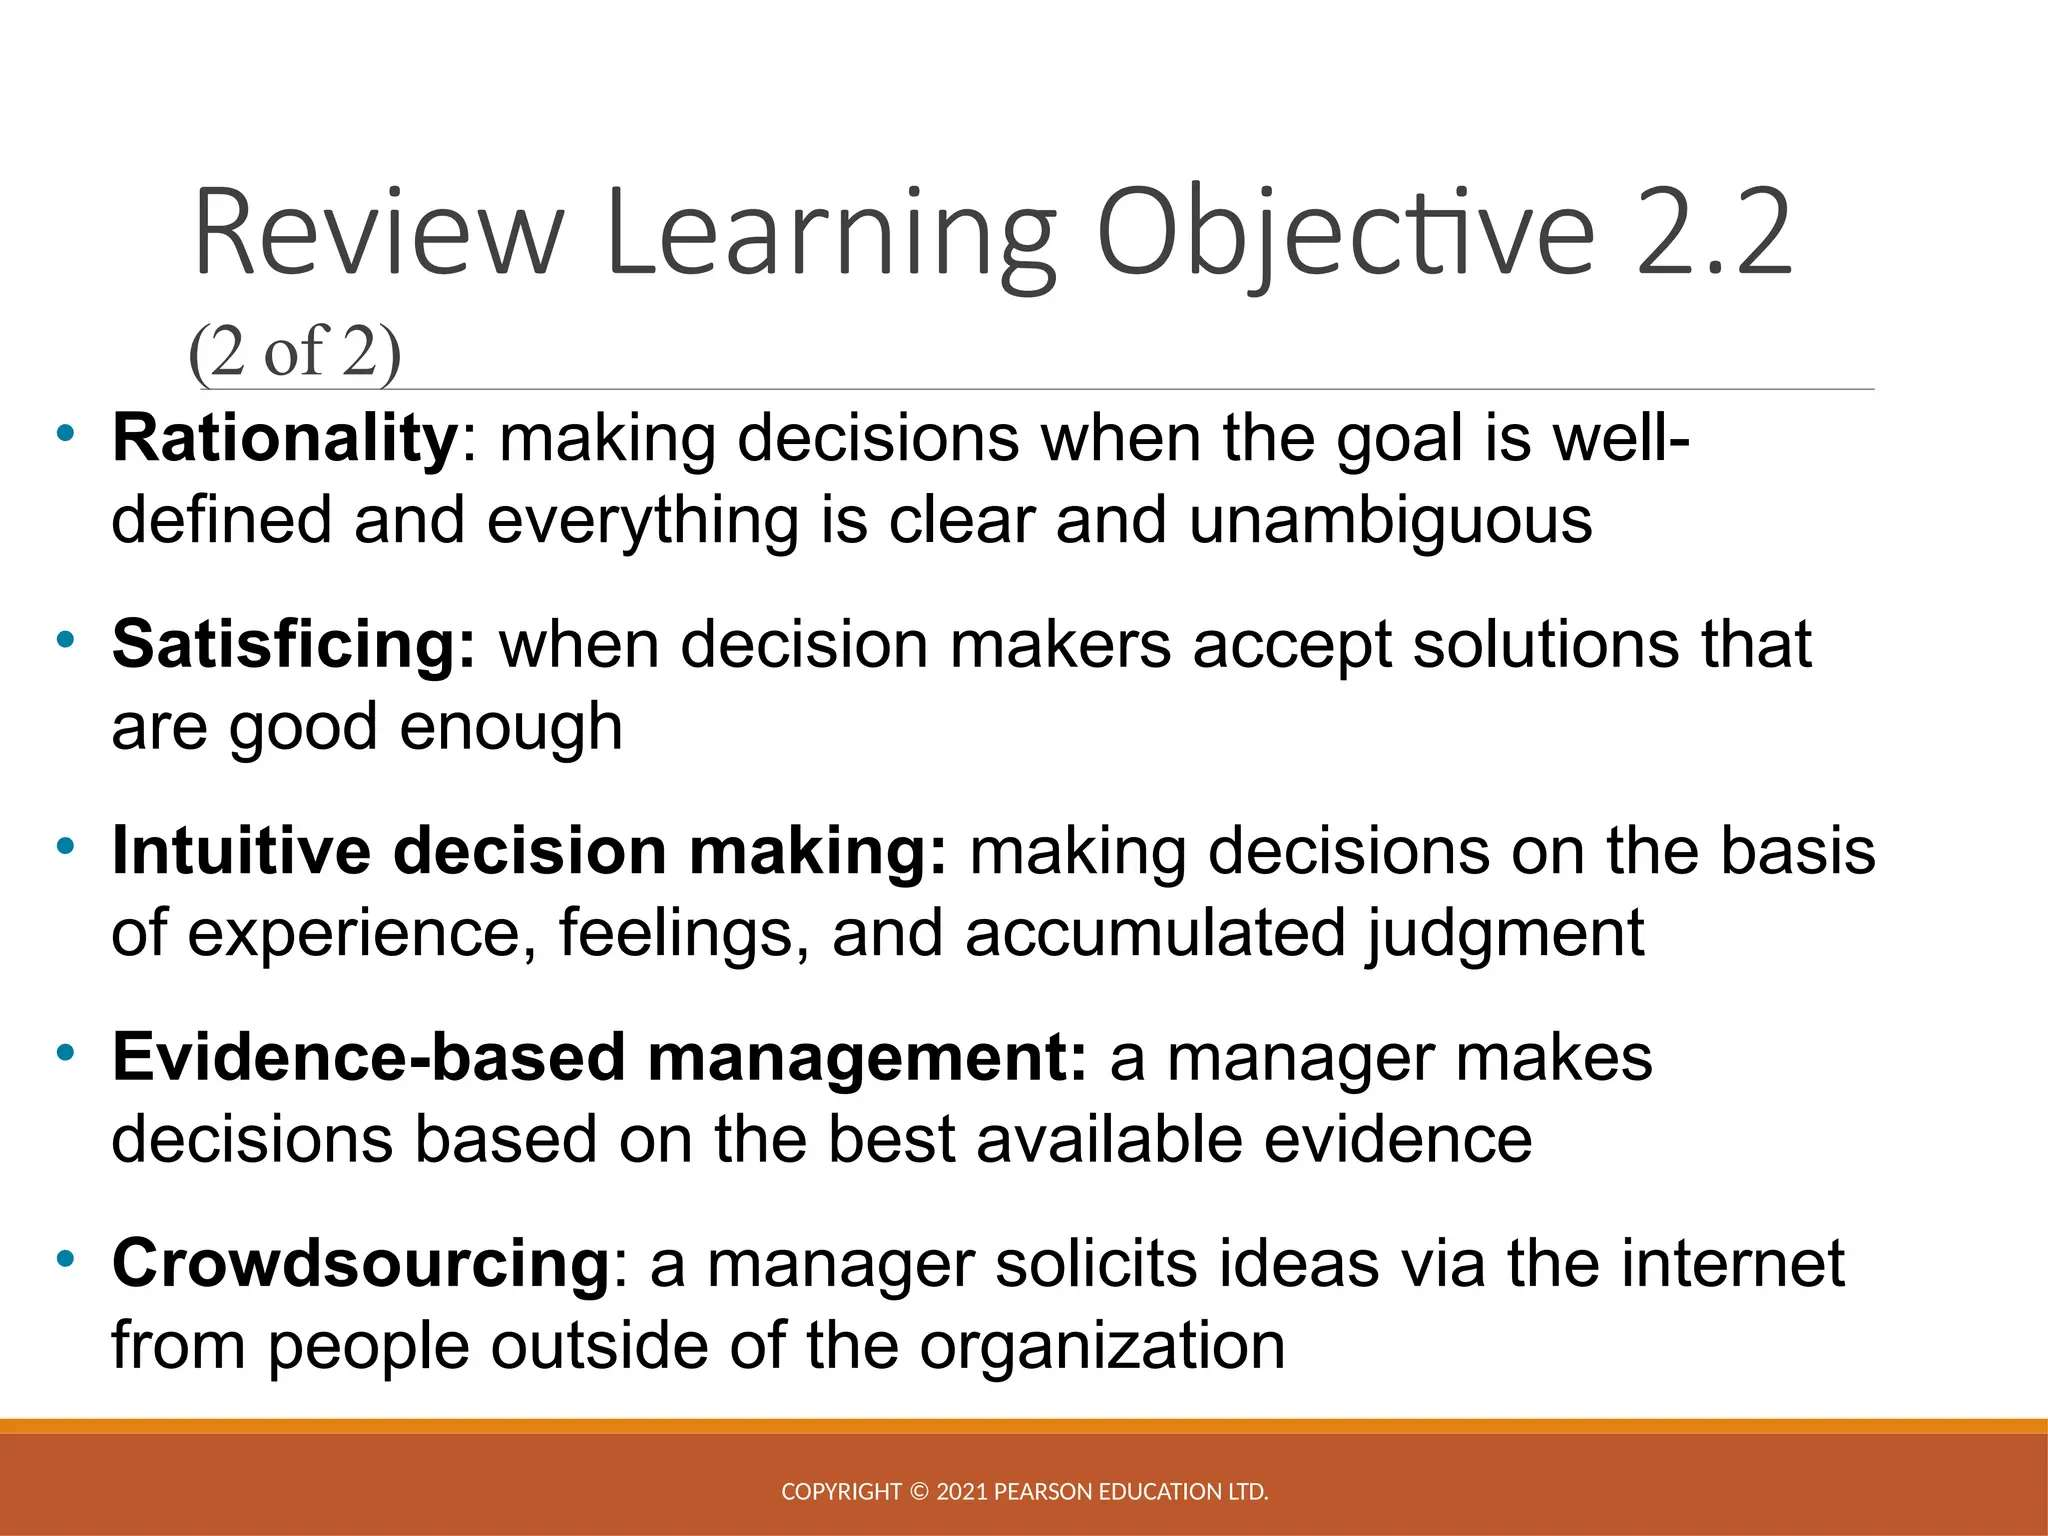 Review Learning Objective 2.2
(2 of 2)
• Rationality: making decisions when the goal is well-
defined and everything is clear and unambiguous
• Satisficing: when decision makers accept solutions that
are good enough
• Intuitive decision making: making decisions on the basis
of experience, feelings, and accumulated judgment
• Evidence-based management: a manager makes
decisions based on the best available evidence
• Crowdsourcing: a manager solicits ideas via the internet
from people outside of the organization
COPYRIGHT © 2021 PEARSON EDUCATION LTD.